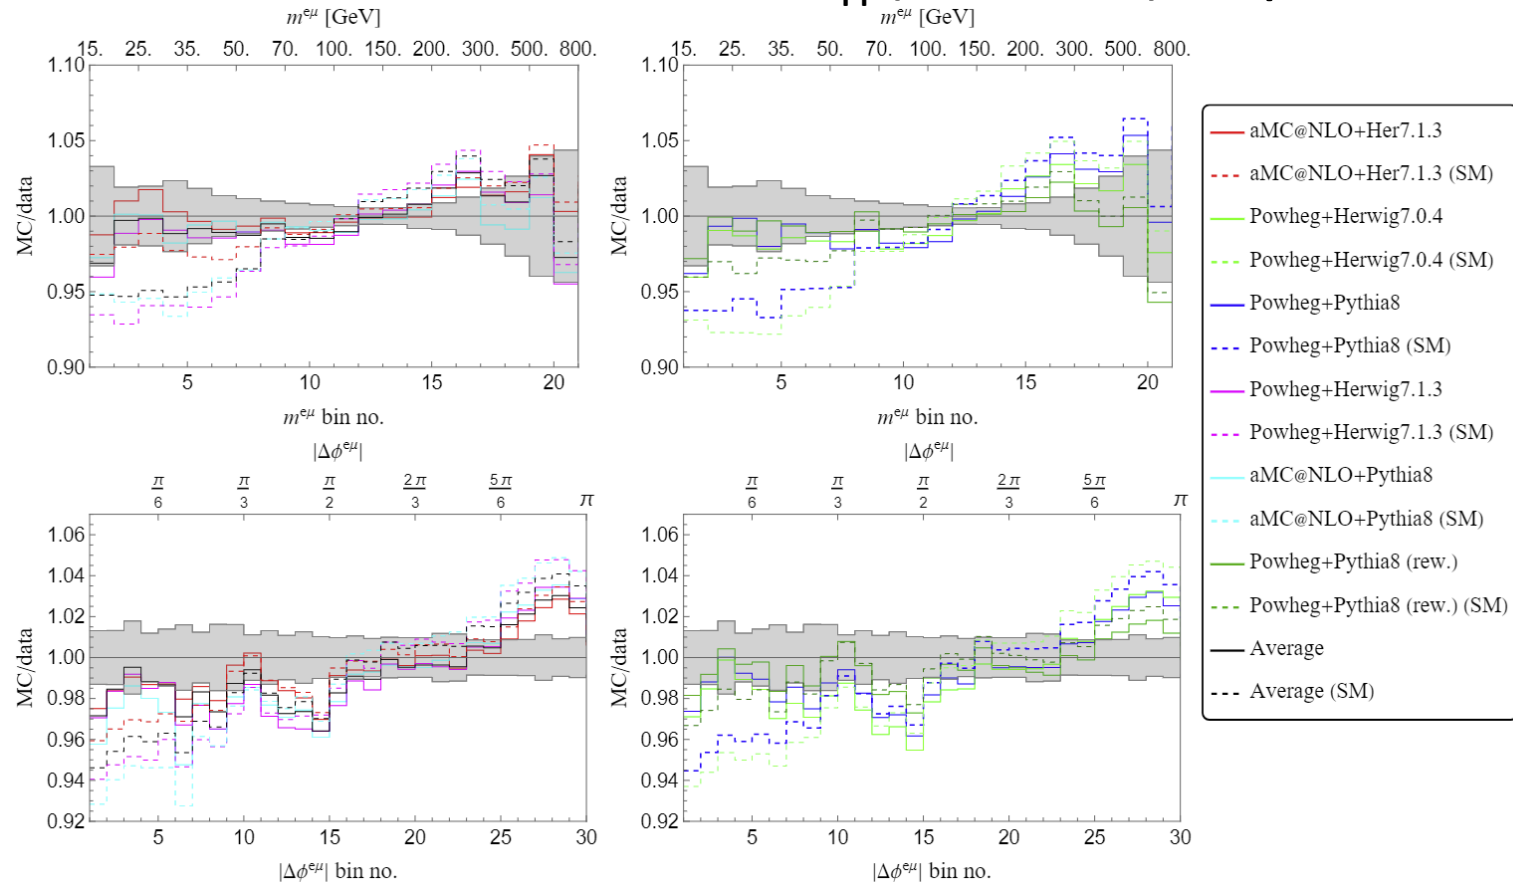 m^{eμ} [GeV]
15. 25. 35. 50. 70. 100. 150. 200. 300. 500. 800.
1.10
1.05
1.00
0.95
0.90
MC/data
5 10 15 20
m^{eμ} bin no.
m^{eμ} [GeV]
15. 25. 35. 50. 70. 100. 150. 200. 300. 500. 800.
1.10
1.05
1.00
0.95
0.90
MC/data
5 10 15 20
m^{eμ} bin no.
|Δϕ^{eμ}|
π/6 π/3 π/2 2π/3 5π/6 π
1.06
1.04
1.02
1.00
0.98
0.96
0.94
0.92
MC/data
5 10 15 20 25 30
|Δϕ^{eμ}| bin no.
|Δϕ^{eμ}|
π/6 π/3 π/2 2π/3 5π/6 π
1.06
1.04
1.02
1.00
0.98
0.96
0.94
0.92
MC/data
5 10 15 20 25 30
|Δϕ^{eμ}| bin no.
aMC@NLO+Her7.1.3
aMC@NLO+Her7.1.3 (SM)
Powheg+Herwig7.0.4
Powheg+Herwig7.0.4 (SM)
Powheg+Pythia8
Powheg+Pythia8 (SM)
Powheg+Herwig7.1.3
Powheg+Herwig7.1.3 (SM)
aMC@NLO+Pythia8
aMC@NLO+Pythia8 (SM)
Powheg+Pythia8 (rew.)
Powheg+Pythia8 (rew.) (SM)
Average
Average (SM)